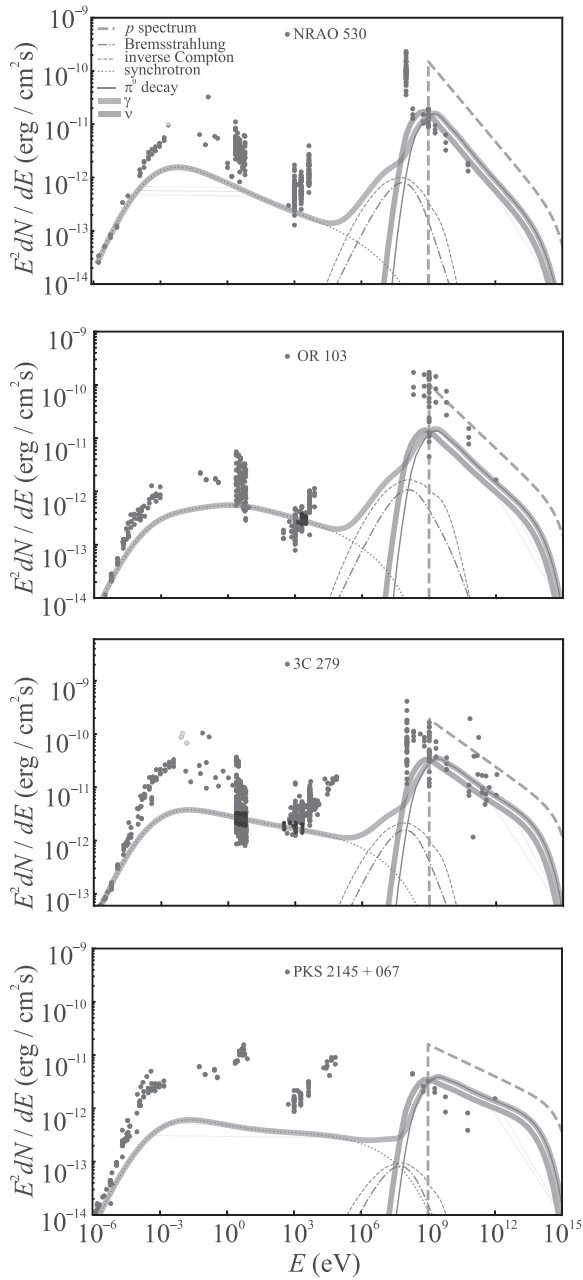 p spectrum
Bremsstrahlung
inverse Compton
synchrotron
π⁰ decay
γ
ν
NRAO 530
E²dN / dE (erg / cm²s)
10⁻⁹
10⁻¹⁰
10⁻¹¹
10⁻¹²
10⁻¹³
10⁻¹⁴
OR 103
E²dN / dE (erg / cm²s)
10⁻⁹
10⁻¹⁰
10⁻¹¹
10⁻¹²
10⁻¹³
10⁻¹⁴
3C 279
E²dN / dE (erg / cm²s)
10⁻⁹
10⁻¹⁰
10⁻¹¹
10⁻¹²
10⁻¹³
PKS 2145 + 067
E²dN / dE (erg / cm²s)
10⁻⁹
10⁻¹⁰
10⁻¹¹
10⁻¹²
10⁻¹³
10⁻¹⁴
10⁻⁶ 10⁻³ 10⁰ 10³ 10⁶ 10⁹ 10¹² 10¹⁵
E (eV)